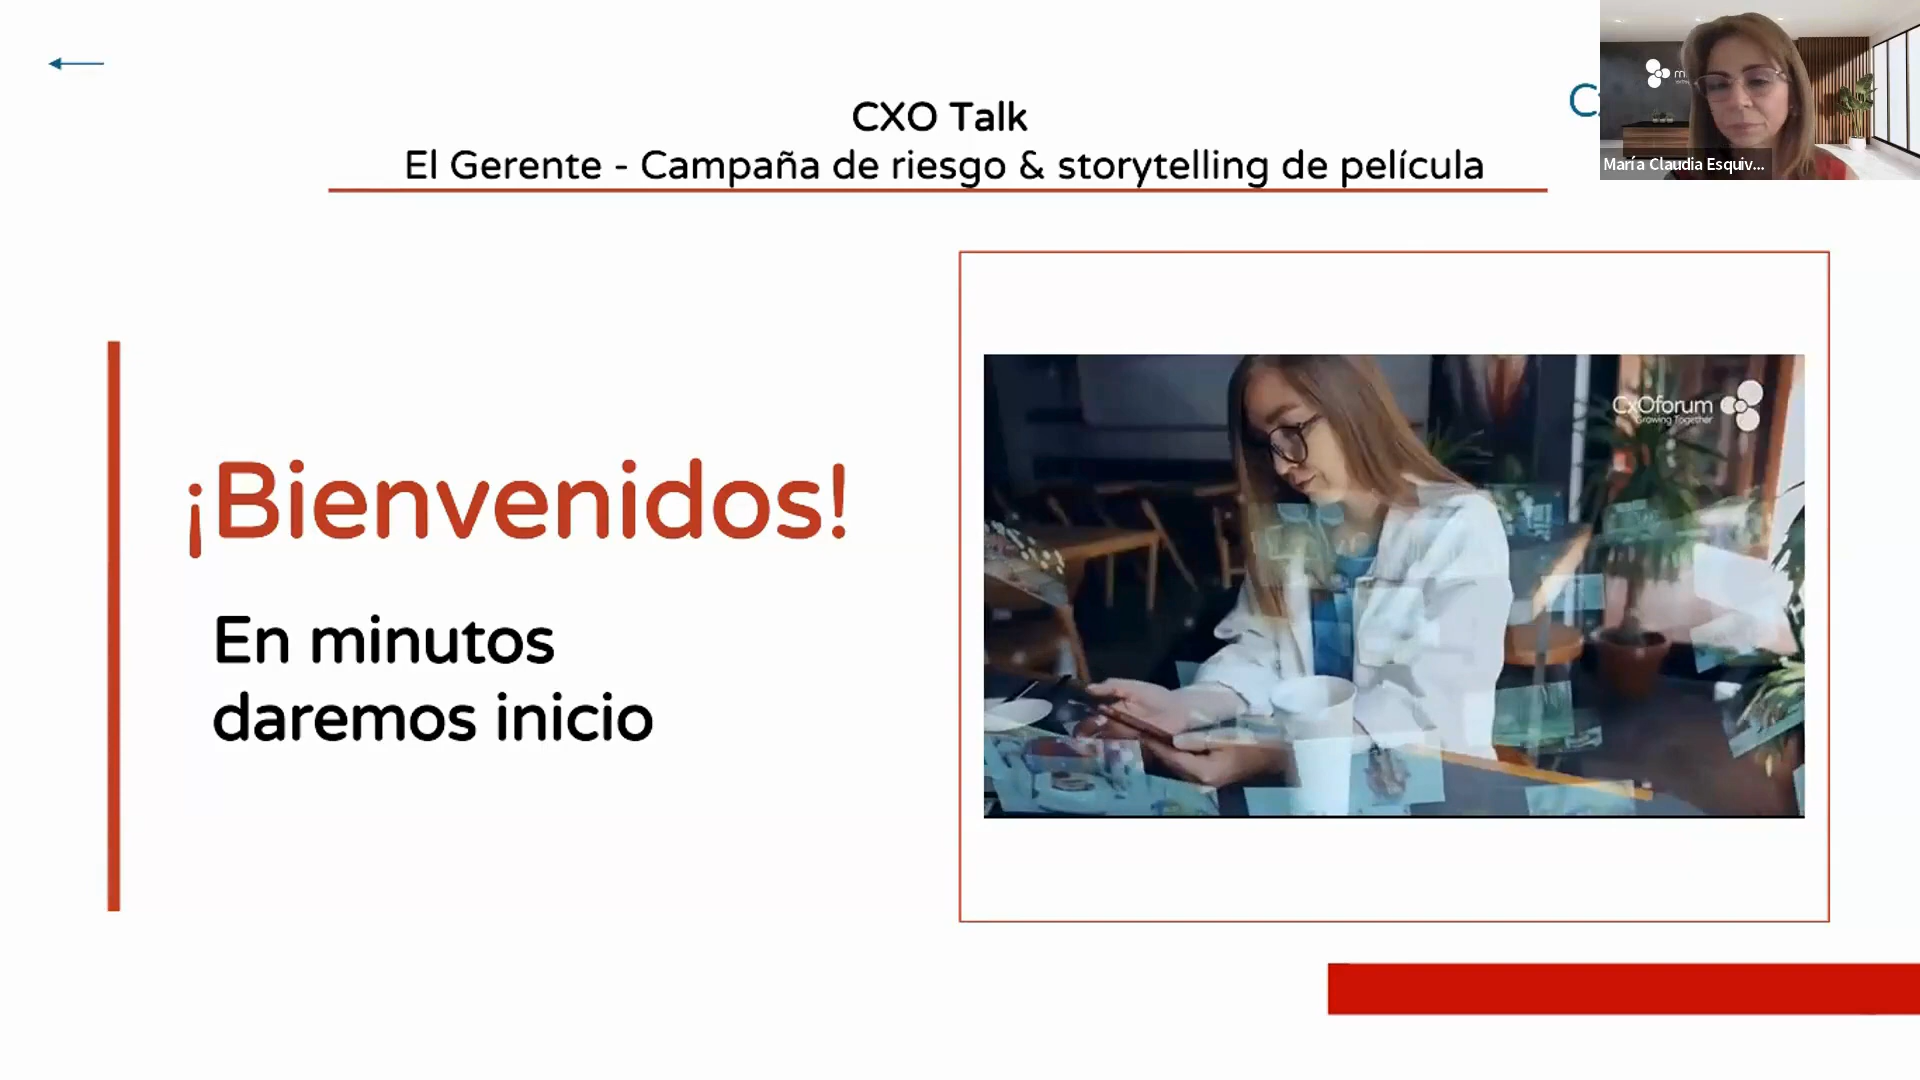 CXO Talk
El Gerente - Campaña de riesgo & storytelling de película
María Claudia Esquiv...
CxOforum
Growing Together
¡Bienvenidos!
En minutos
daremos inicio